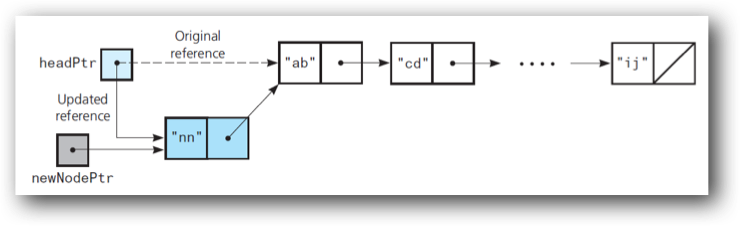 Original
reference
headPtr
"ab"
"cd"
"ij"
Updated
reference
"nn"
newNodePtr